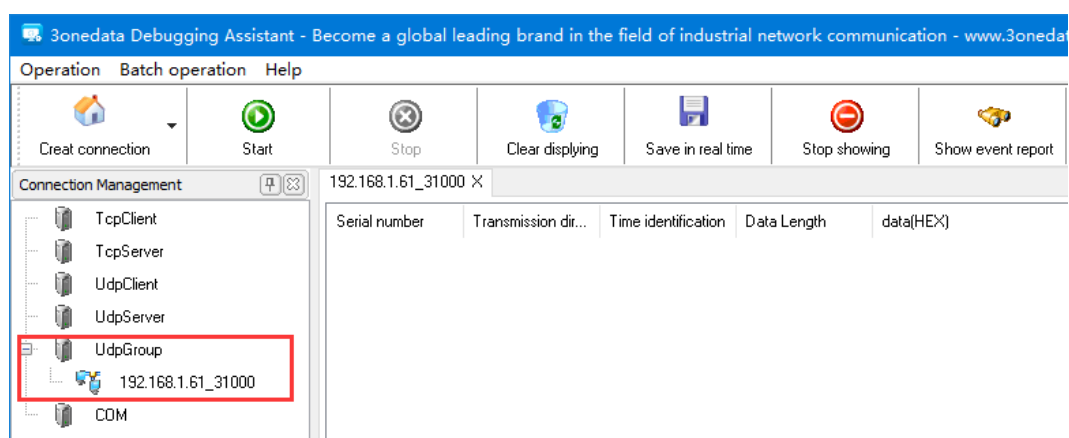 3onedata Debugging Assistant - Become a global leading brand in the field of industrial network communication - www.3oneda
Operation Batch operation Help
Creat connection Start Stop Clear displying Save in real time Stop showing Show event report
Connection Management 192.168.1.61_31000
Serial number Transmission dir... Time identification Data Length data(HEX)
TcpClient
TcpServer
UdpClient
UdpServer
UdpGroup
192.168.1.61_31000
COM